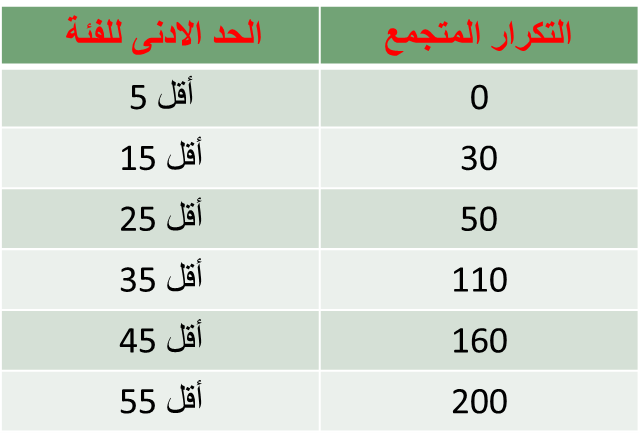 التكرار المتجمع الحد الادنى للفئة
0 أقل 5
30 أقل 15
50 أقل 25
110 أقل 35
160 أقل 45
200 أقل 55